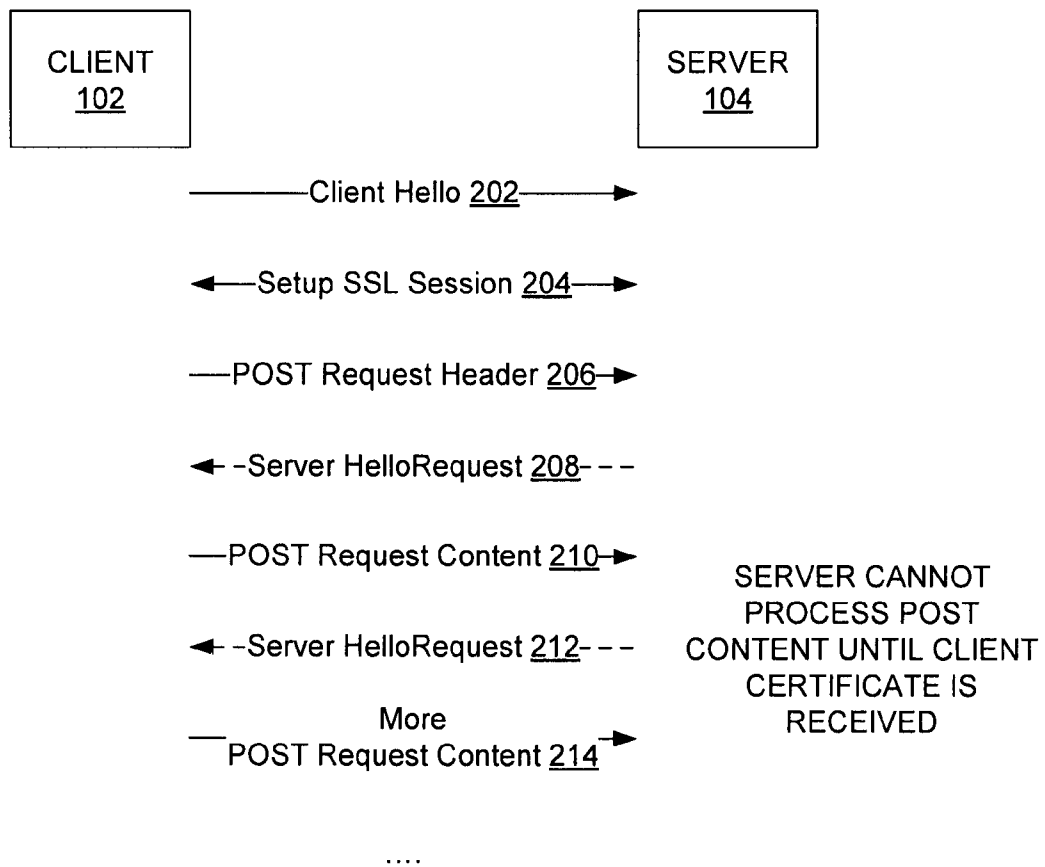 CLIENT
102
SERVER
104
Client Hello 202
Setup SSL Session 204
POST Request Header 206
Server HelloRequest 208
POST Request Content 210
Server HelloRequest 212
More
POST Request Content 214
....
SERVER CANNOT
PROCESS POST
CONTENT UNTIL CLIENT
CERTIFICATE IS
RECEIVED